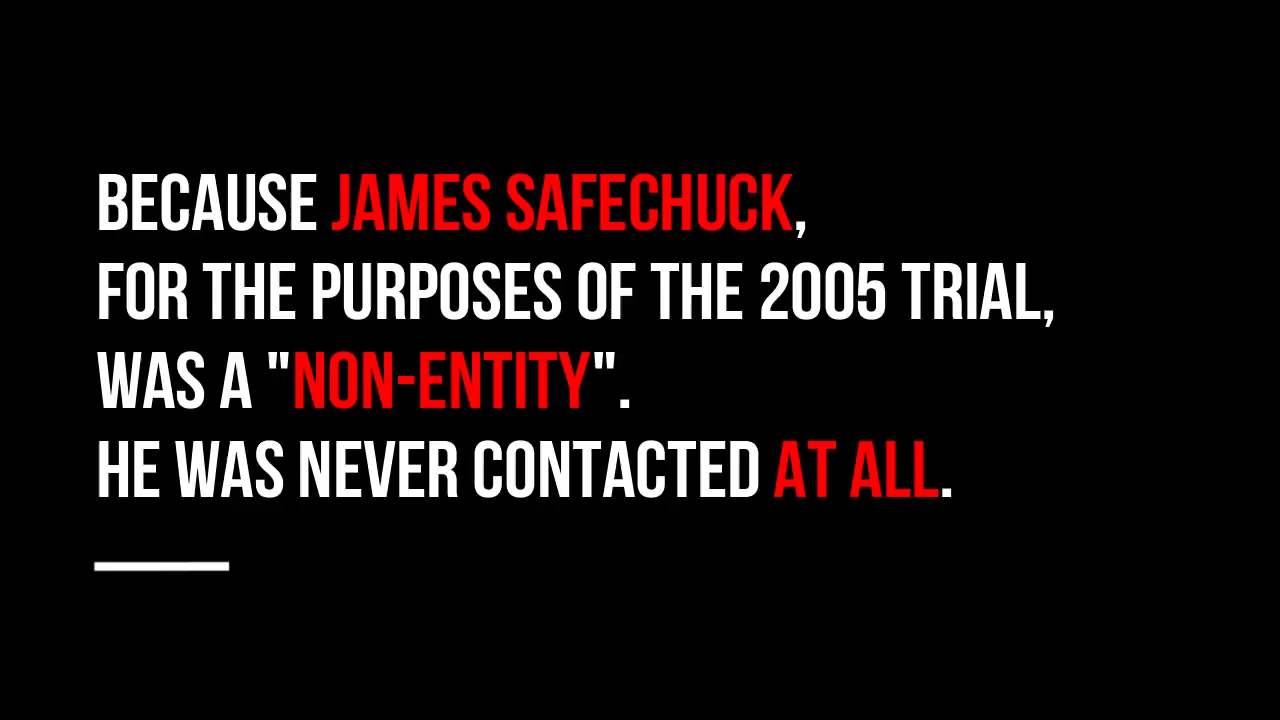 BECAUSE JAMES SAFECHUCK,
FOR THE PURPOSES OF THE 2005 TRIAL,
WAS A "NON-ENTITY".
HE WAS NEVER CONTACTED AT ALL.